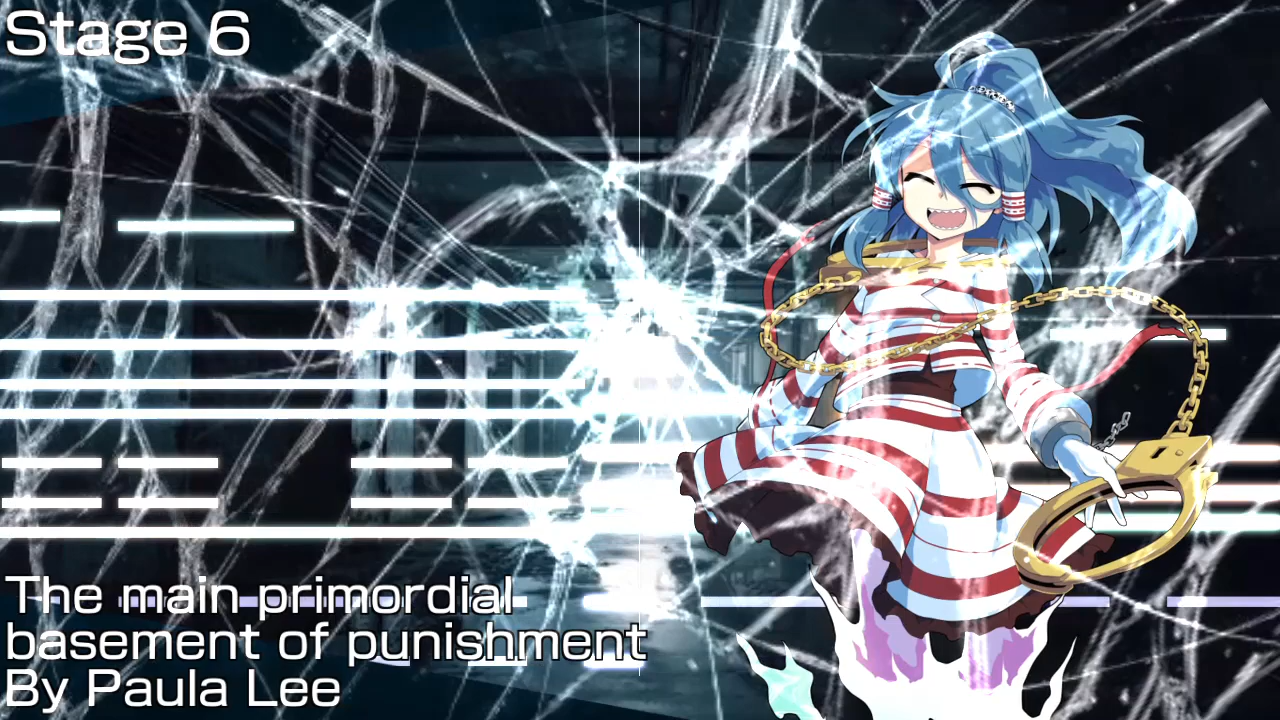 Stage 6
The main primordial
basement of punishment
By Paula Lee